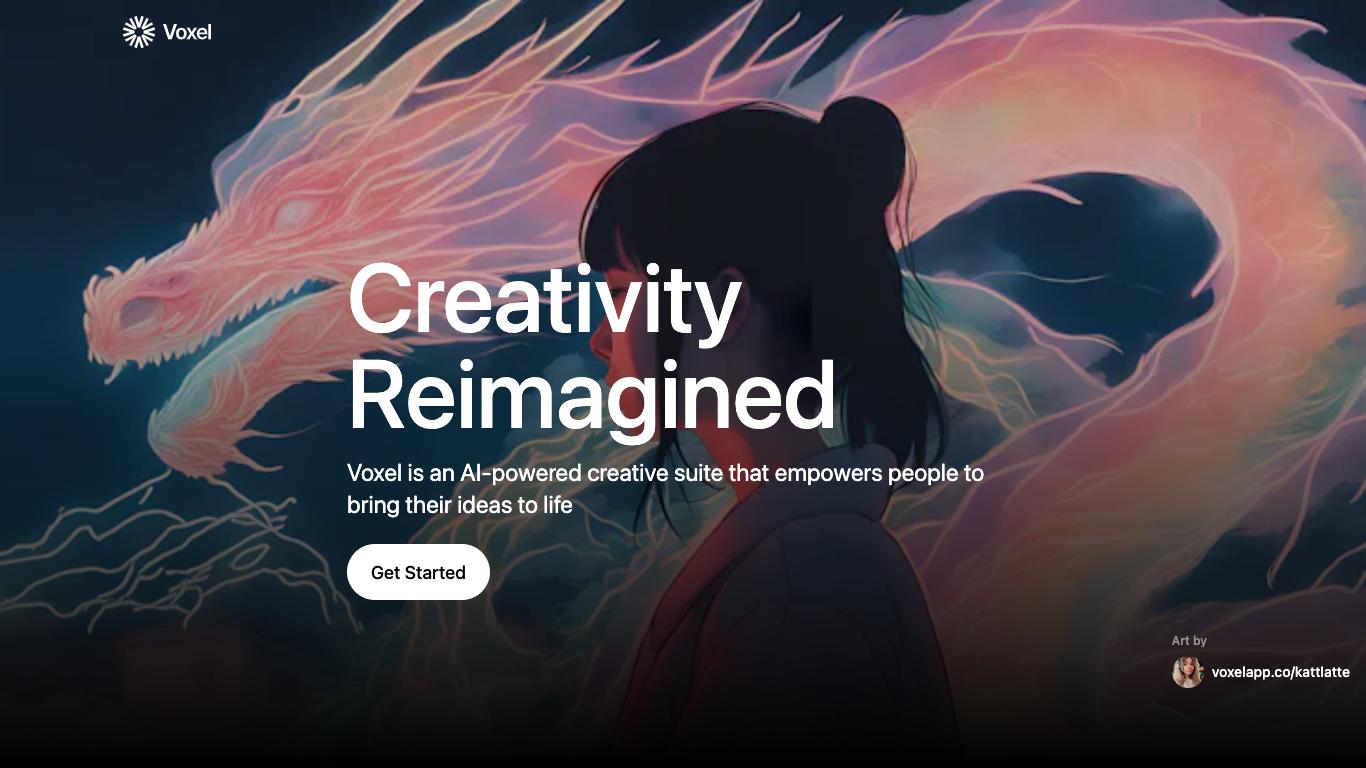 Voxel
Creativity
Reimagined
Voxel is an AI-powered creative suite that empowers people to
bring their ideas to life
Get Started
Art by
voxelapp.co/kattlatte